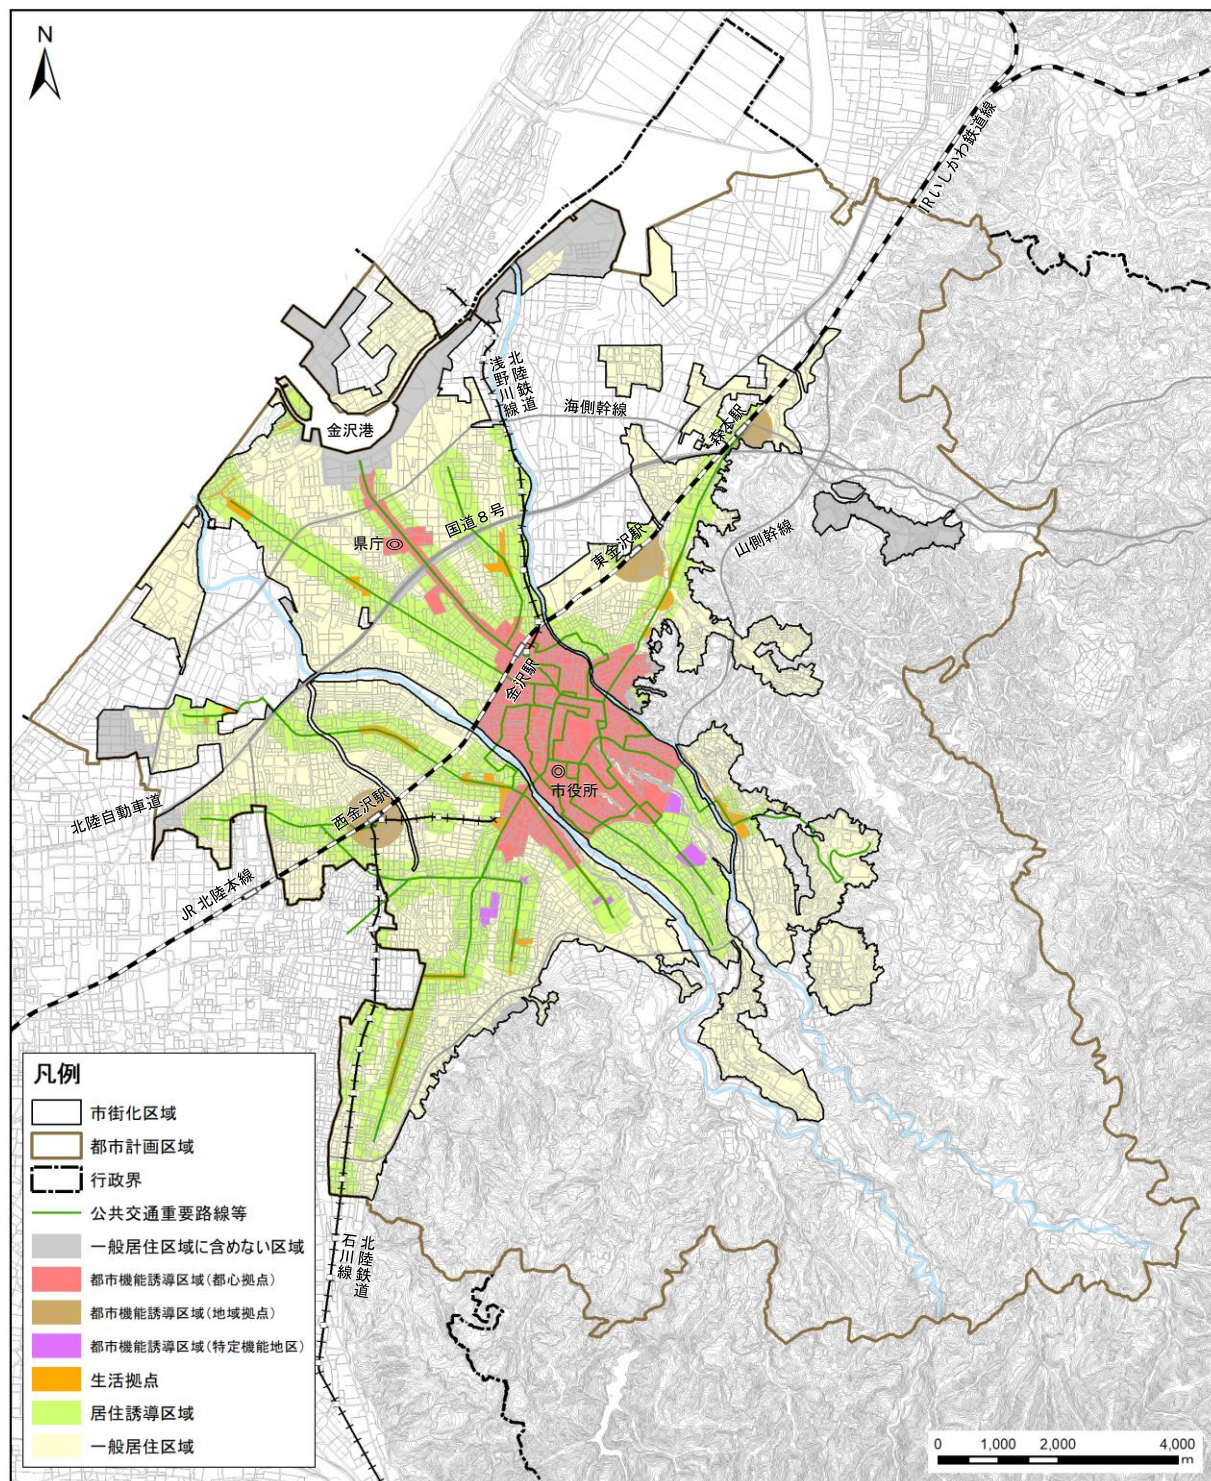 N
IRいしかわ鉄道線
北陸鉄道
浅野川線
海側幹線
金沢港
森本駅
国道８号
県庁
東金沢駅
山側幹線
金沢駅
市役所
西金沢駅
北陸自動車道
JR北陸本線
北陸鉄道
石川線
凡例
市街化区域
都市計画区域
行政界
公共交通重要路線等
一般居住区域に含めない区域
都市機能誘導区域(都心拠点)
都市機能誘導区域(地域拠点)
都市機能誘導区域(特定機能地区)
生活拠点
居住誘導区域
一般居住区域
0 1,000 2,000 4,000
m